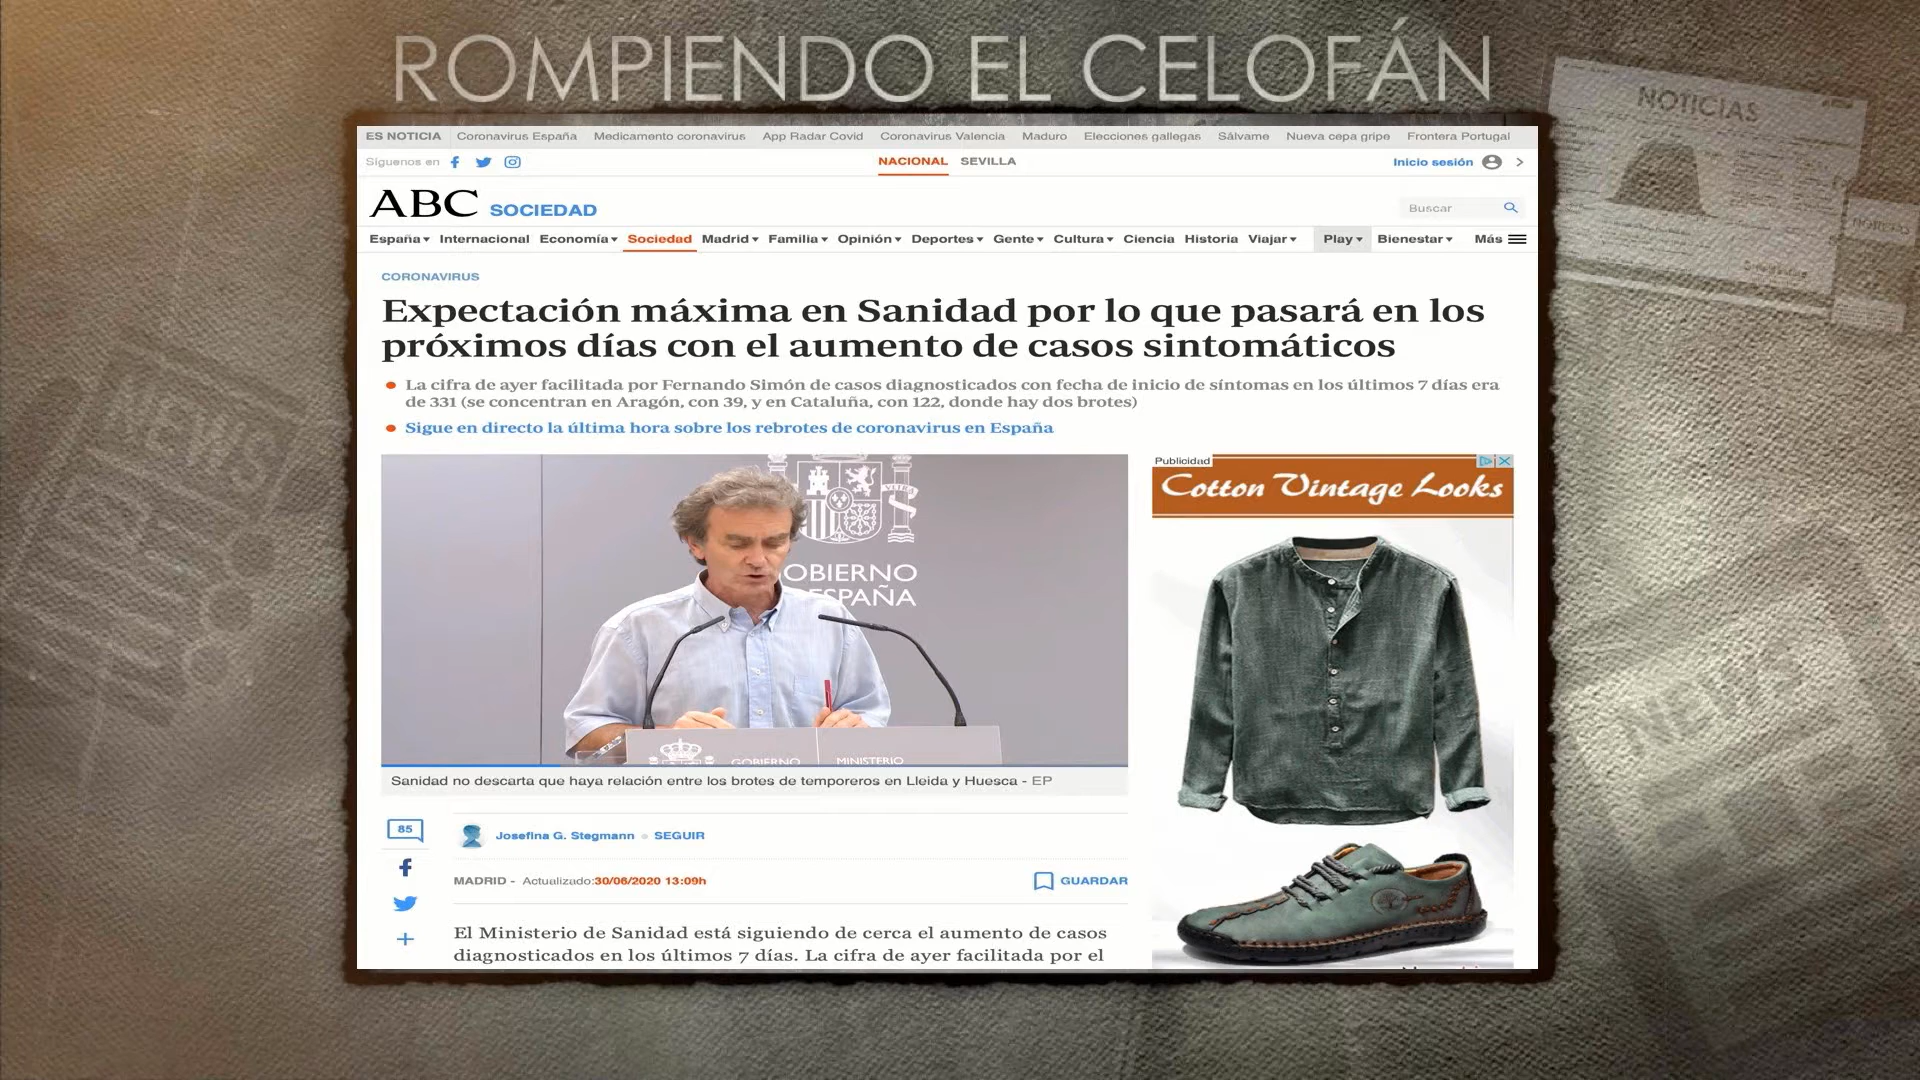 ROMPIENDO EL CELOFÁN
NOTICIAS
ES NOTICIA Coronavirus España Medicamento coronavirus App Radar Covid Coronavirus Valencia Maduro Elecciones gallegas Sálvame Nueva cepa gripe Frontera Portugal
Síguenos en NACIONAL SEVILLA Inicio sesión
ABC SOCIEDAD Buscar
España Internacional Economía Sociedad Madrid Familia Opinión Deportes Gente Cultura Ciencia Historia Viajar Play Bienestar Más
CORONAVIRUS
Expectación máxima en Sanidad por lo que pasará en los
próximos días con el aumento de casos sintomáticos
La cifra de ayer facilitada por Fernando Simón de casos diagnosticados con fecha de inicio de síntomas en los últimos 7 días era
de 331 (se concentran en Aragón, con 39, y en Cataluña, con 122, donde hay dos brotes)
Sigue en directo la última hora sobre los rebrotes de coronavirus en España
Publicidad
Cotton Vintage Looks
OBIERNO
ESPAÑA
GOBIERNO MINISTERIO
Sanidad no descarta que haya relación entre los brotes de temporeros en Lleida y Huesca - EP
85
Josefina G. Stegmann SEGUIR
MADRID - Actualizado:30/06/2020 13:09h GUARDAR
El Ministerio de Sanidad está siguiendo de cerca el aumento de casos
diagnosticados en los últimos 7 días. La cifra de ayer facilitada por el